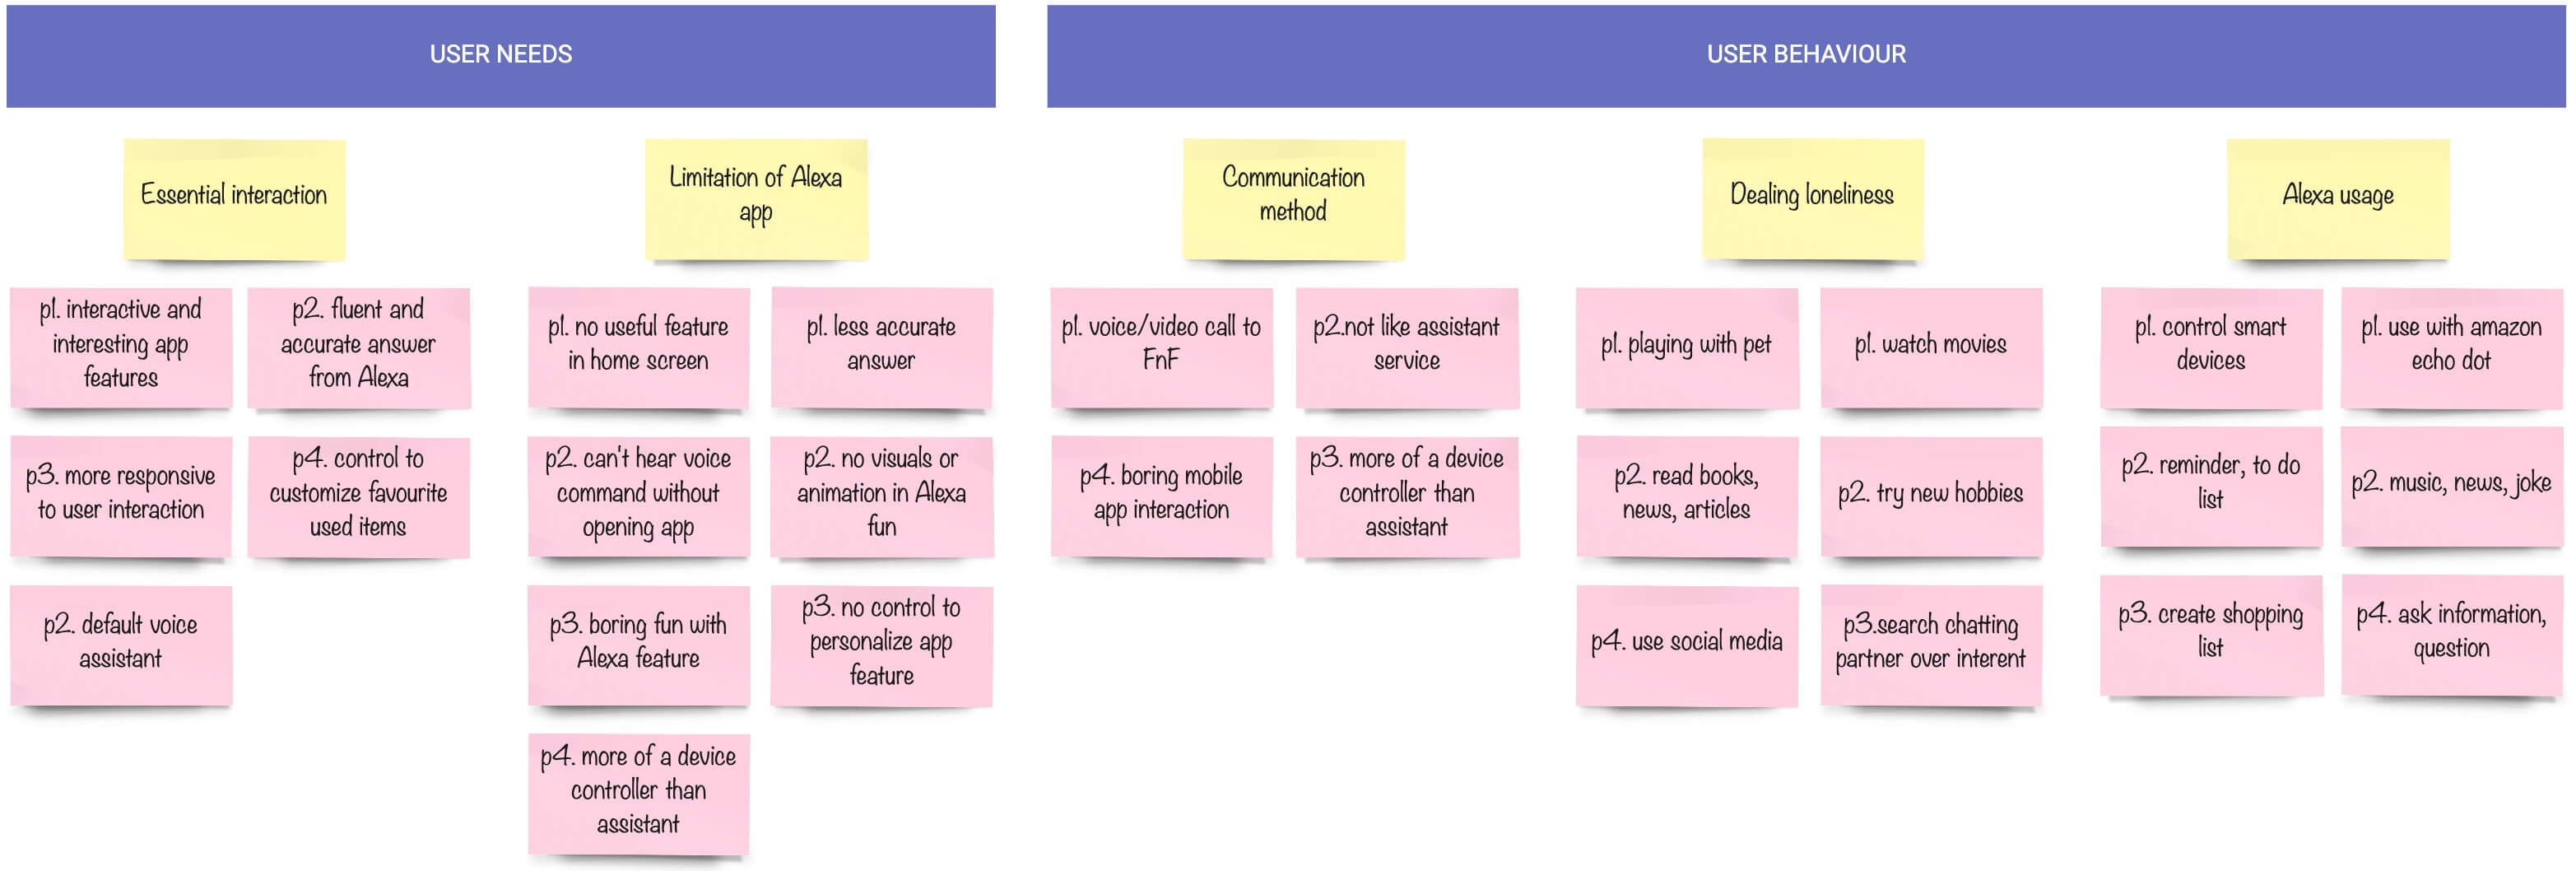 USER NEEDS
Essential interaction
p1. interactive and
interesting app
features
p2. fluent and
accurate answer
from Alexa
p3. more responsive
to user interaction
p4. control to
customize favourite
used items
p2. default voice
assistant
Limitation of Alexa
app
p1. no useful feature
in home screen
p1. less accurate
answer
p2. can't hear voice
command without
opening app
p2. no visuals or
animation in Alexa
fun
p3. boring fun with
Alexa feature
p3. no control to
personalize app
feature
p4. more of a device
controller than
assistant
USER BEHAVIOUR
Communication
method
p1. voice/video call to
FnF
p2.not like assistant
service
p4. boring mobile
app interaction
p3. more of a device
controller than
assistant
Dealing loneliness
p1. playing with pet
p1. watch movies
p2. read books,
news, articles
p2. try new hobbies
p4. use social media
p3.search chatting
partner over interent
Alexa usage
p1. control smart
devices
p1. use with amazon
echo dot
p2. reminder, to do
list
p2. music, news, joke
p3. create shopping
list
p4. ask information,
question